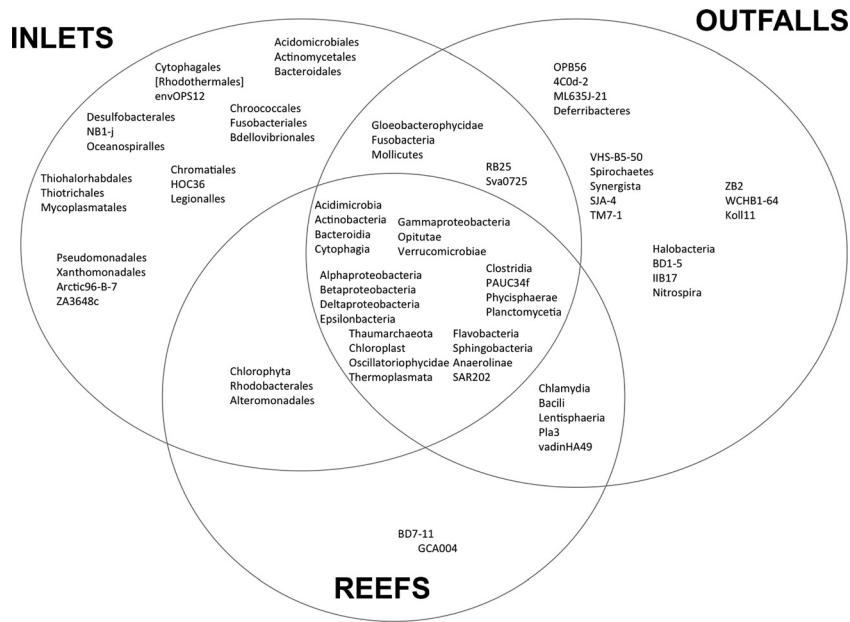 INLETS
OUTFALLS
Acidomicrobiales
Actinomycetales
Bacteroidales
Cytophagales
[Rhodothermales]
envOPS12
Chroococcales
Fusobacteriales
Bdellovibrionales
Desulfobacterales
NB1-j
Oceanospiralles
Chromatiales
HOC36
Legionalles
Thiohalorhabdales
Thiotrichales
Mycoplasmatales
Pseudomonadales
Xanthomonadales
Arctic96-B-7
ZA3648c
Gloeobacterophycidae
Fusobacteria
Mollicutes
RB25
Sva0725
OPB56
4C0d-2
ML635J-21
Deferribacteres
VHS-B5-50
Spirochaetes
Synergista
SJA-4
TM7-1
ZB2
WCHB1-64
Koll11
Halobacteria
BD1-5
IIB17
Nitrospira
Acidimicrobia
Actinobacteria
Bacteroidia
Cytophagia
Gammaproteobacteria
Opitutae
Verrucomicrobiae
Alphaproteobacteria
Betaproteobacteria
Deltaproteobacteria
Epsilonbacteria
Clostridia
PAUC34f
Phycisphaerae
Planctomycetia
Thaumarchaeota
Chloroplast
Oscillatoriophycidae
Thermoplasmata
Flavobacteria
Sphingobacteria
Anaerolinae
SAR202
Chlorophyta
Rhodobacterales
Alteromonadales
Chlamydia
Bacili
Lentisphaeria
Pla3
vadinHA49
BD7-11
GCA004
REEFS